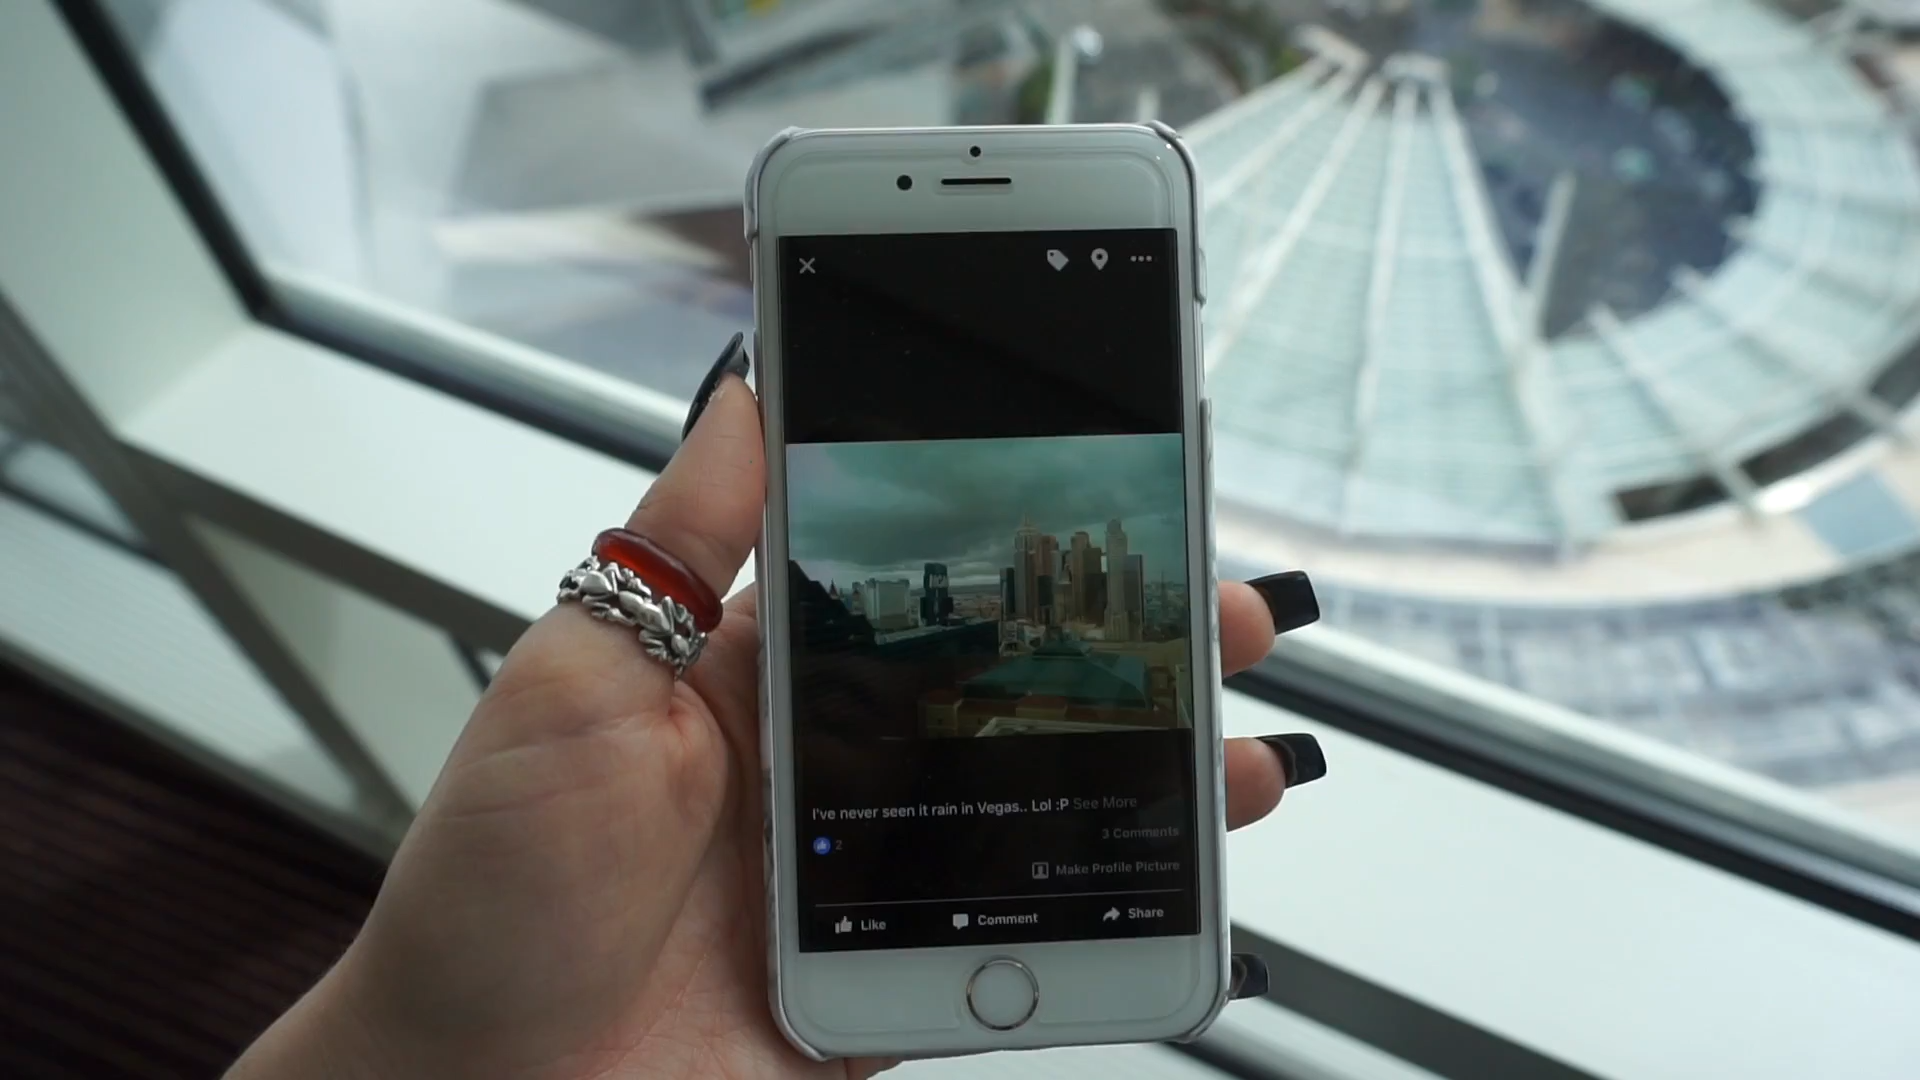 I've never seen it rain in Vegas.. Lol :P See More
3 Comments
2
Make Profile Picture
Like Comment Share